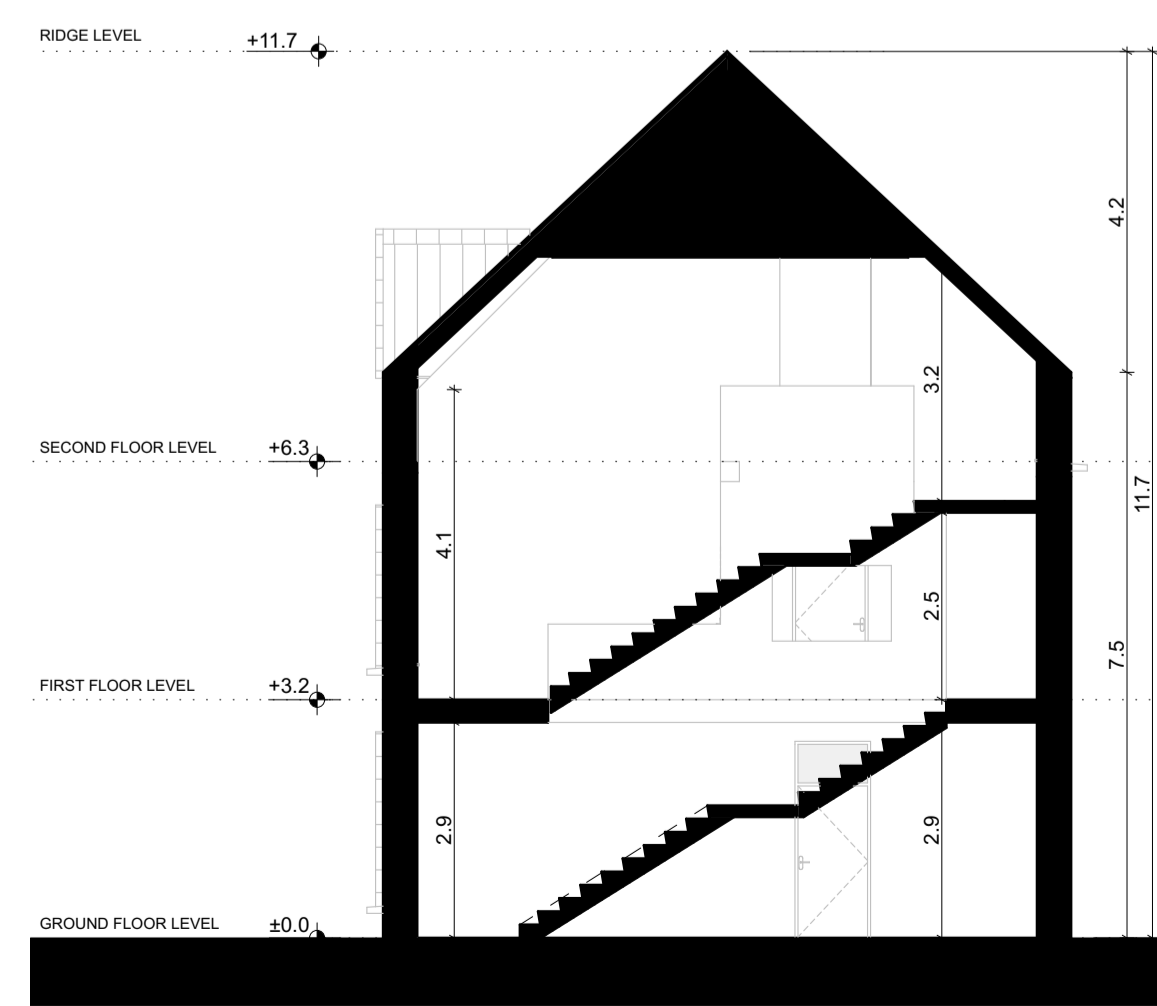 RIDGE LEVEL +11.7
4.2
3.2
SECOND FLOOR LEVEL +6.3
11.7
4.1
2.5
7.5
FIRST FLOOR LEVEL +3.2
2.9
2.9
GROUND FLOOR LEVEL ±0.0